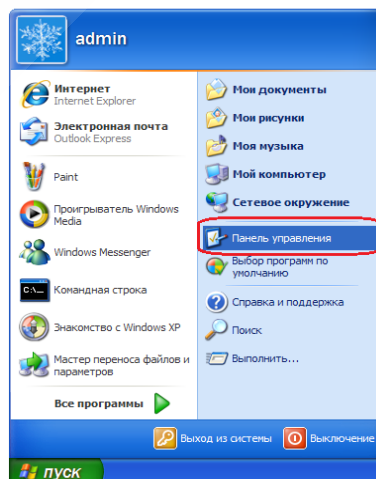 admin
Интернет
Internet Explorer
Электронная почта
Outlook Express
Paint
Проигрыватель Windows
Media
Windows Messenger
Командная строка
Знакомство с Windows XP
Мастер переноса файлов и
параметров
Все программы
Мои документы
Мои рисунки
Моя музыка
Мой компьютер
Сетевое окружение
Панель управления
Выбор программ по
умолчанию
Справка и поддержка
Поиск
Выполнить...
Выход из системы
Выключение
пуск